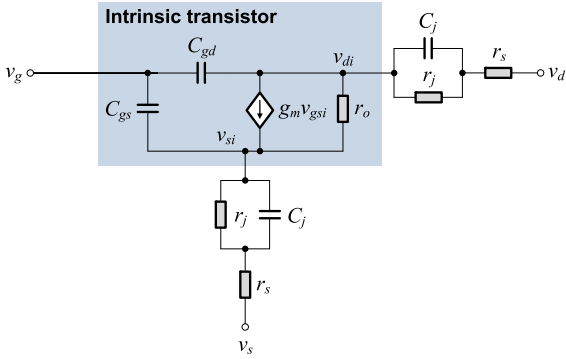 Intrinsic transistor
C_j
C_gd
v_di
r_s
v_g
v_d
r_j
C_gs
g_m v_gsi
r_o
v_si
r_j
C_j
r_s
v_s